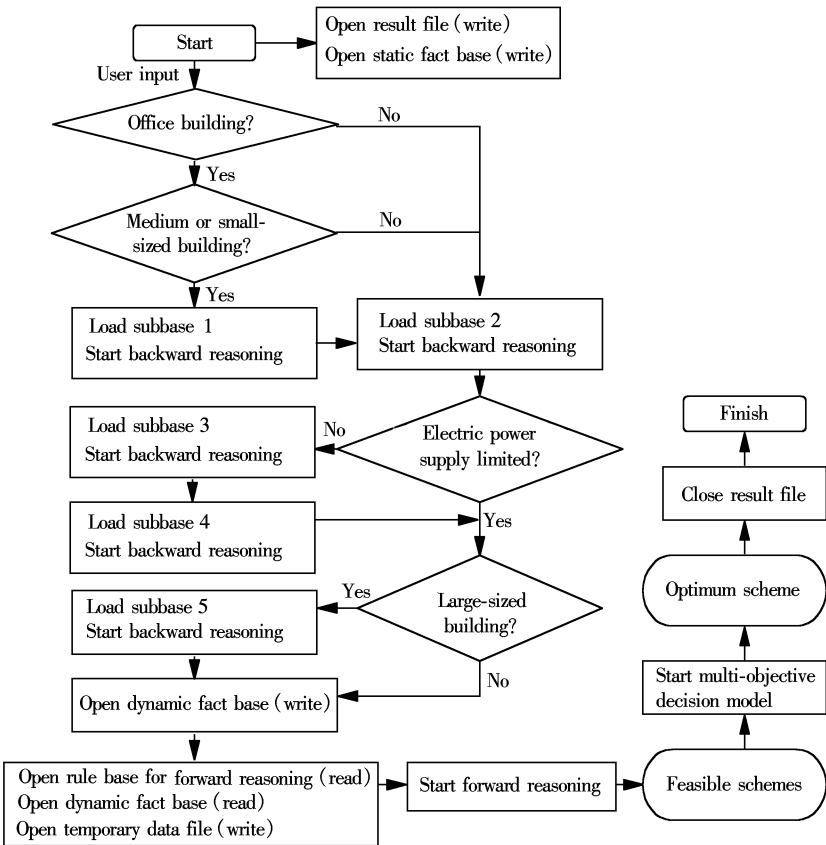 Start
Open result file (write)
Open static fact base (write)
User input
Office building?
No
Yes
Medium or small-
sized building?
No
Yes
Load subbase 1
Start backward reasoning
Load subbase 2
Start backward reasoning
Load subbase 3
Start backward reasoning
No
Electric power
supply limited?
Finish
Close result file
Load subbase 4
Start backward reasoning
Yes
Optimum scheme
Load subbase 5
Start backward reasoning
Yes
Large-sized
building?
No
Open dynamic fact base (write)
Start multi-objective
decision model
Open rule base for forward reasoning (read)
Open dynamic fact base (read)
Open temporary data file (write)
Start forward reasoning
Feasible schemes